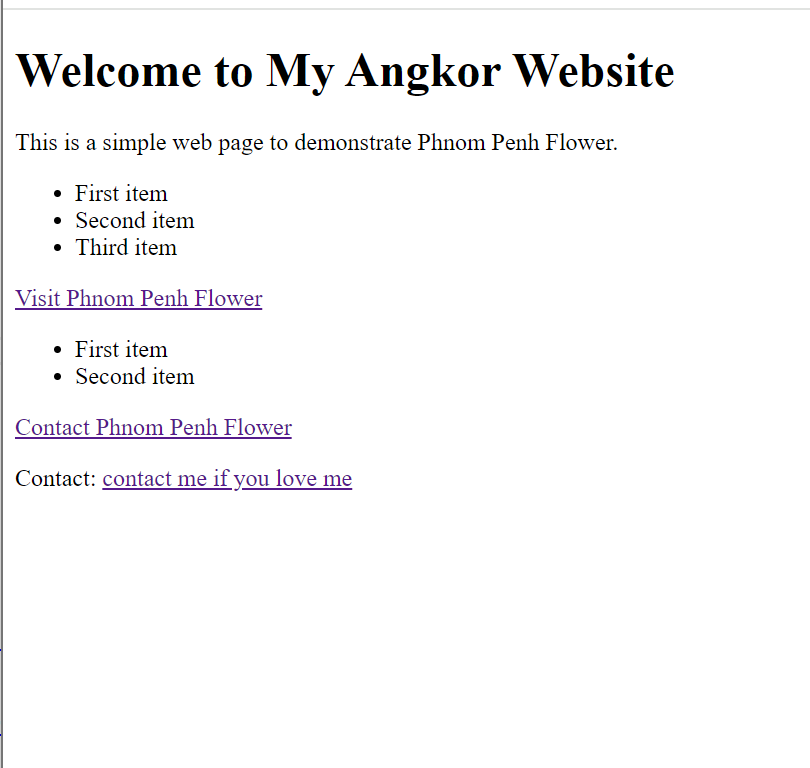 Welcome to My Angkor Website
This is a simple web page to demonstrate Phnom Penh Flower.
• First item
• Second item
• Third item
Visit Phnom Penh Flower
• First item
• Second item
Contact Phnom Penh Flower
Contact: contact me if you love me